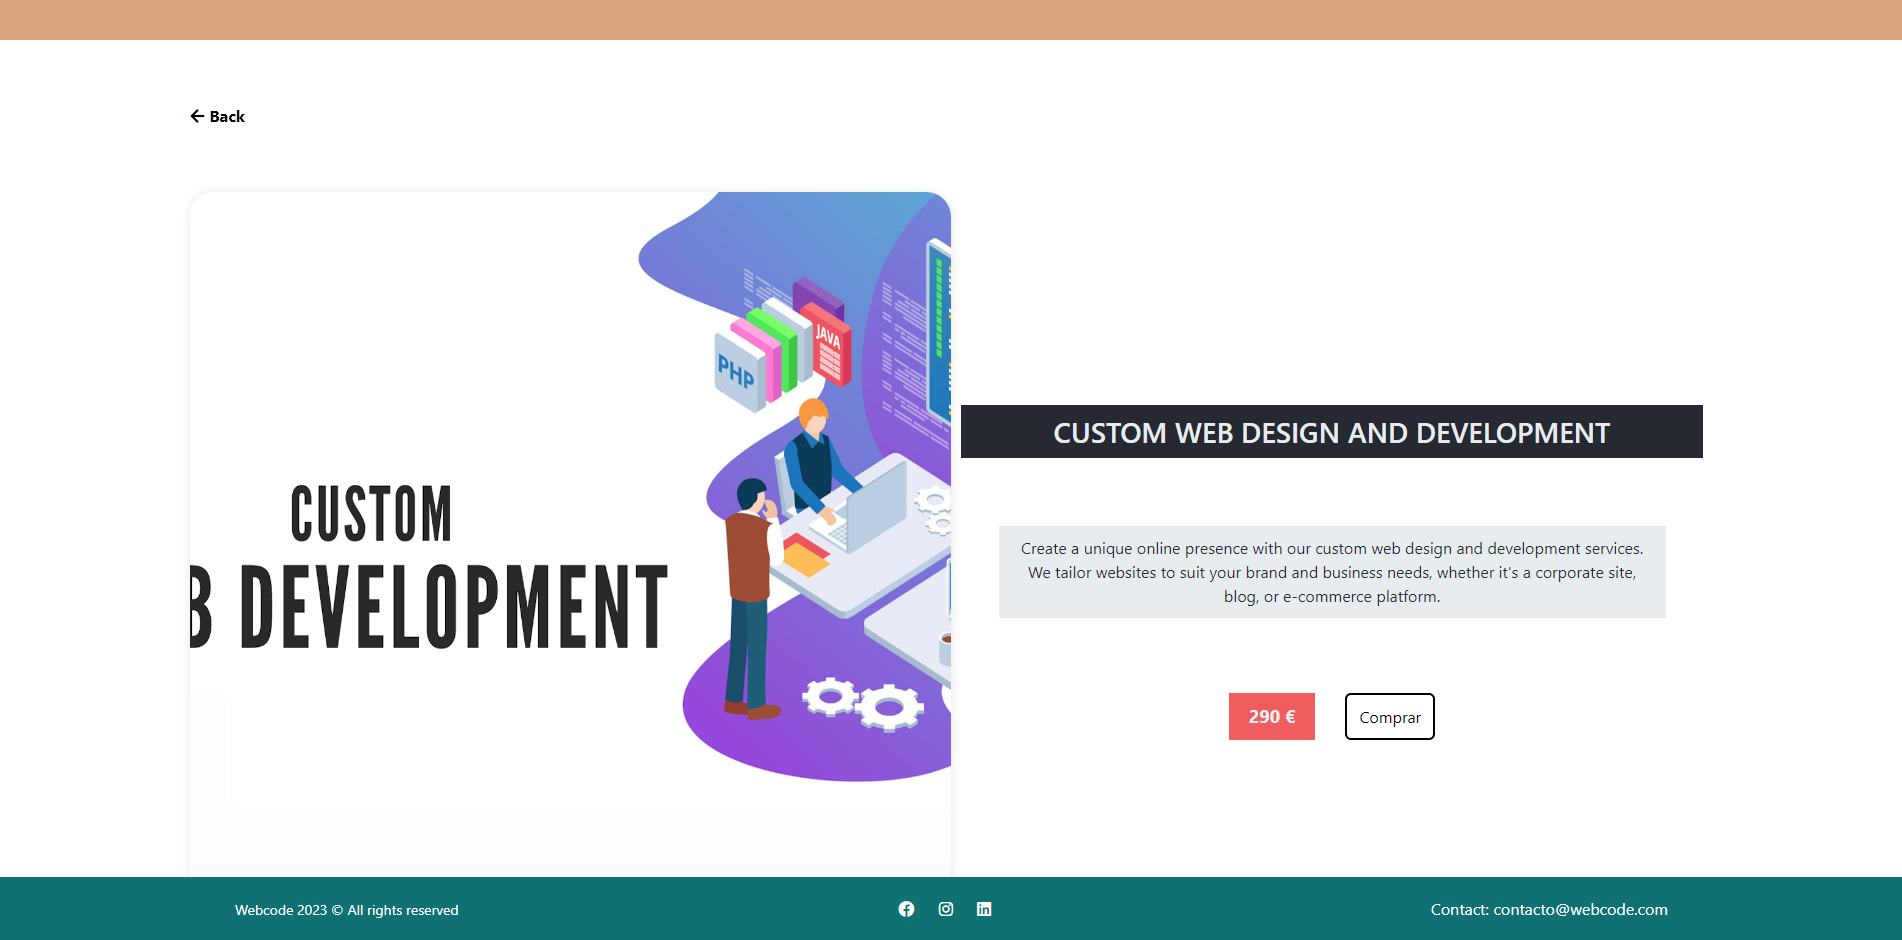 Back
PHP
JAVA
CUSTOM
B DEVELOPMENT
CUSTOM WEB DESIGN AND DEVELOPMENT
Create a unique online presence with our custom web design and development services.
We tailor websites to suit your brand and business needs, whether it's a corporate site,
blog, or e-commerce platform.
290 €
Comprar
Webcode 2023 © All rights reserved
Contact: contacto@webcode.com